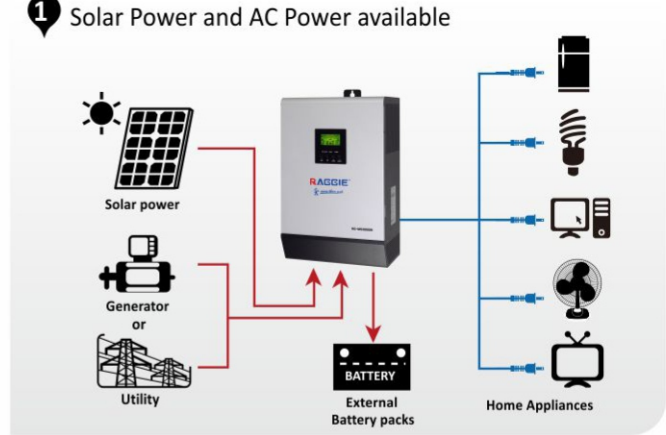 1 Solar Power and AC Power available
Solar power
Generator
or
Utility
RAGGIE
BATTERY
External
Battery packs
Home Appliances